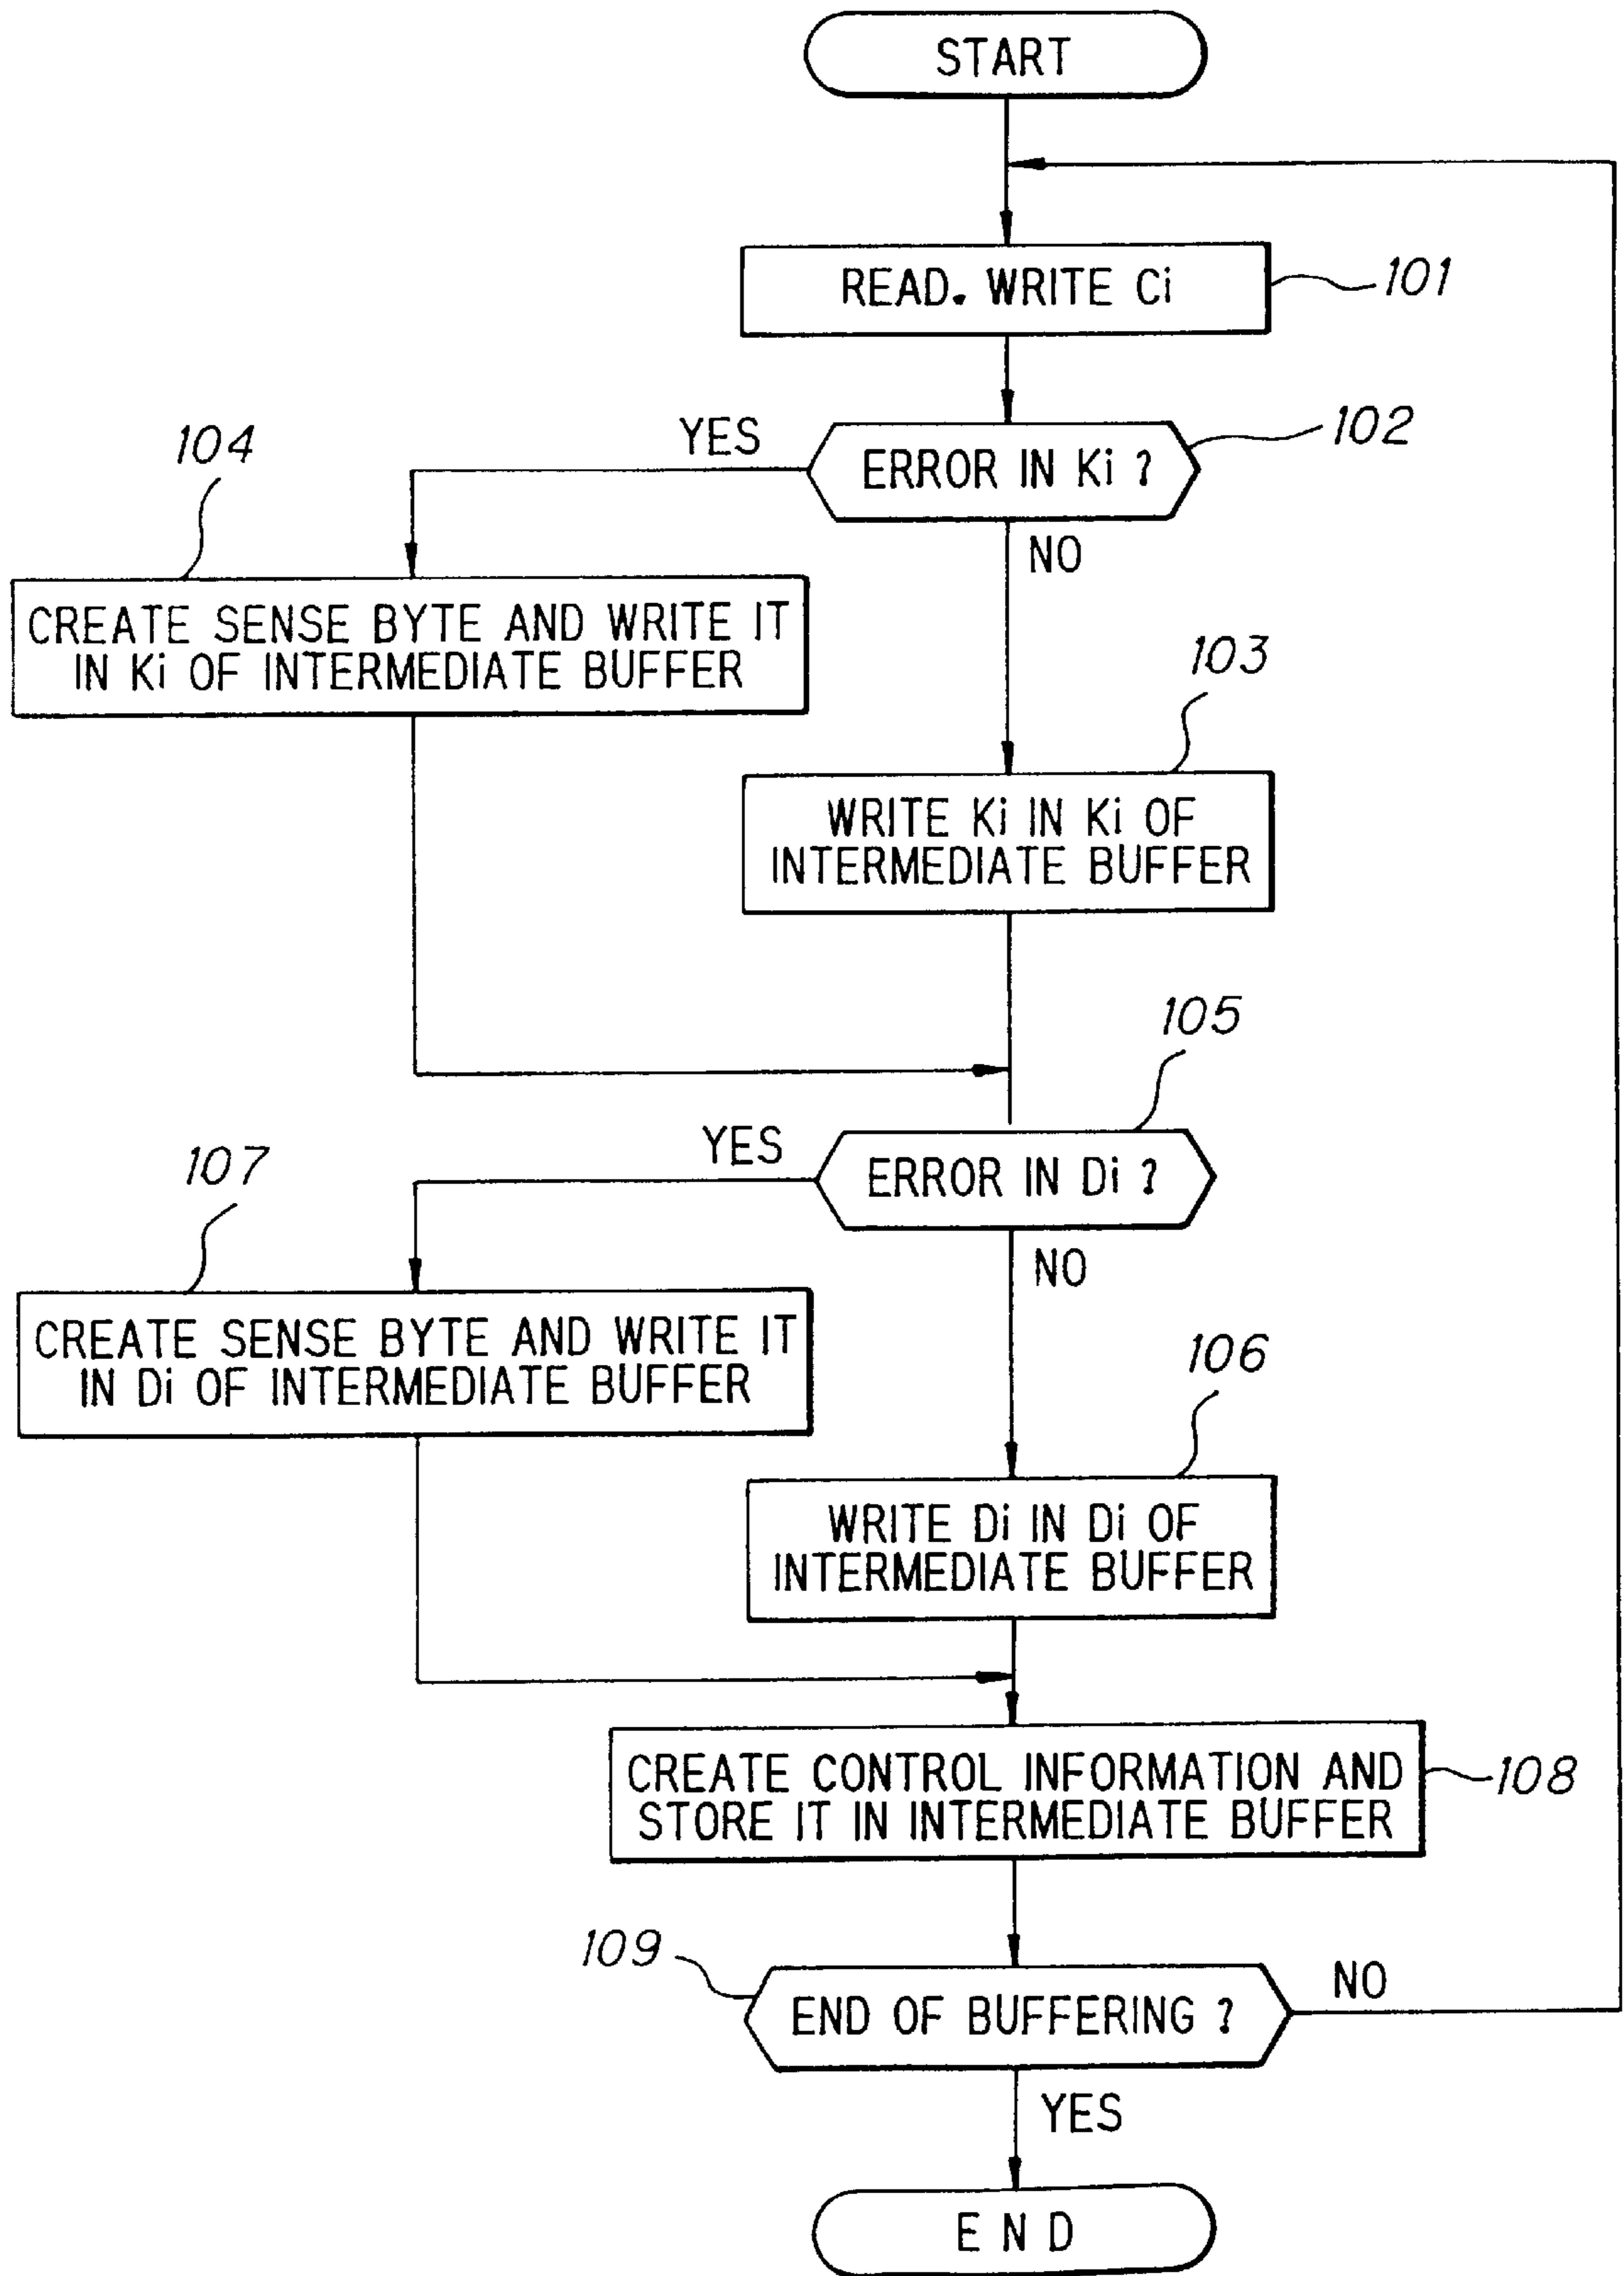 START
READ. WRITE Ci
101
ERROR IN Ki ?
102
YES
104
NO
CREATE SENSE BYTE AND WRITE IT
IN Ki OF INTERMEDIATE BUFFER
103
WRITE Ki IN Ki OF
INTERMEDIATE BUFFER
105
YES
ERROR IN Di ?
107
NO
CREATE SENSE BYTE AND WRITE IT
IN Di OF INTERMEDIATE BUFFER
106
WRITE Di IN Di OF
INTERMEDIATE BUFFER
CREATE CONTROL INFORMATION AND
STORE IT IN INTERMEDIATE BUFFER
108
109
END OF BUFFERING ?
NO
YES
END